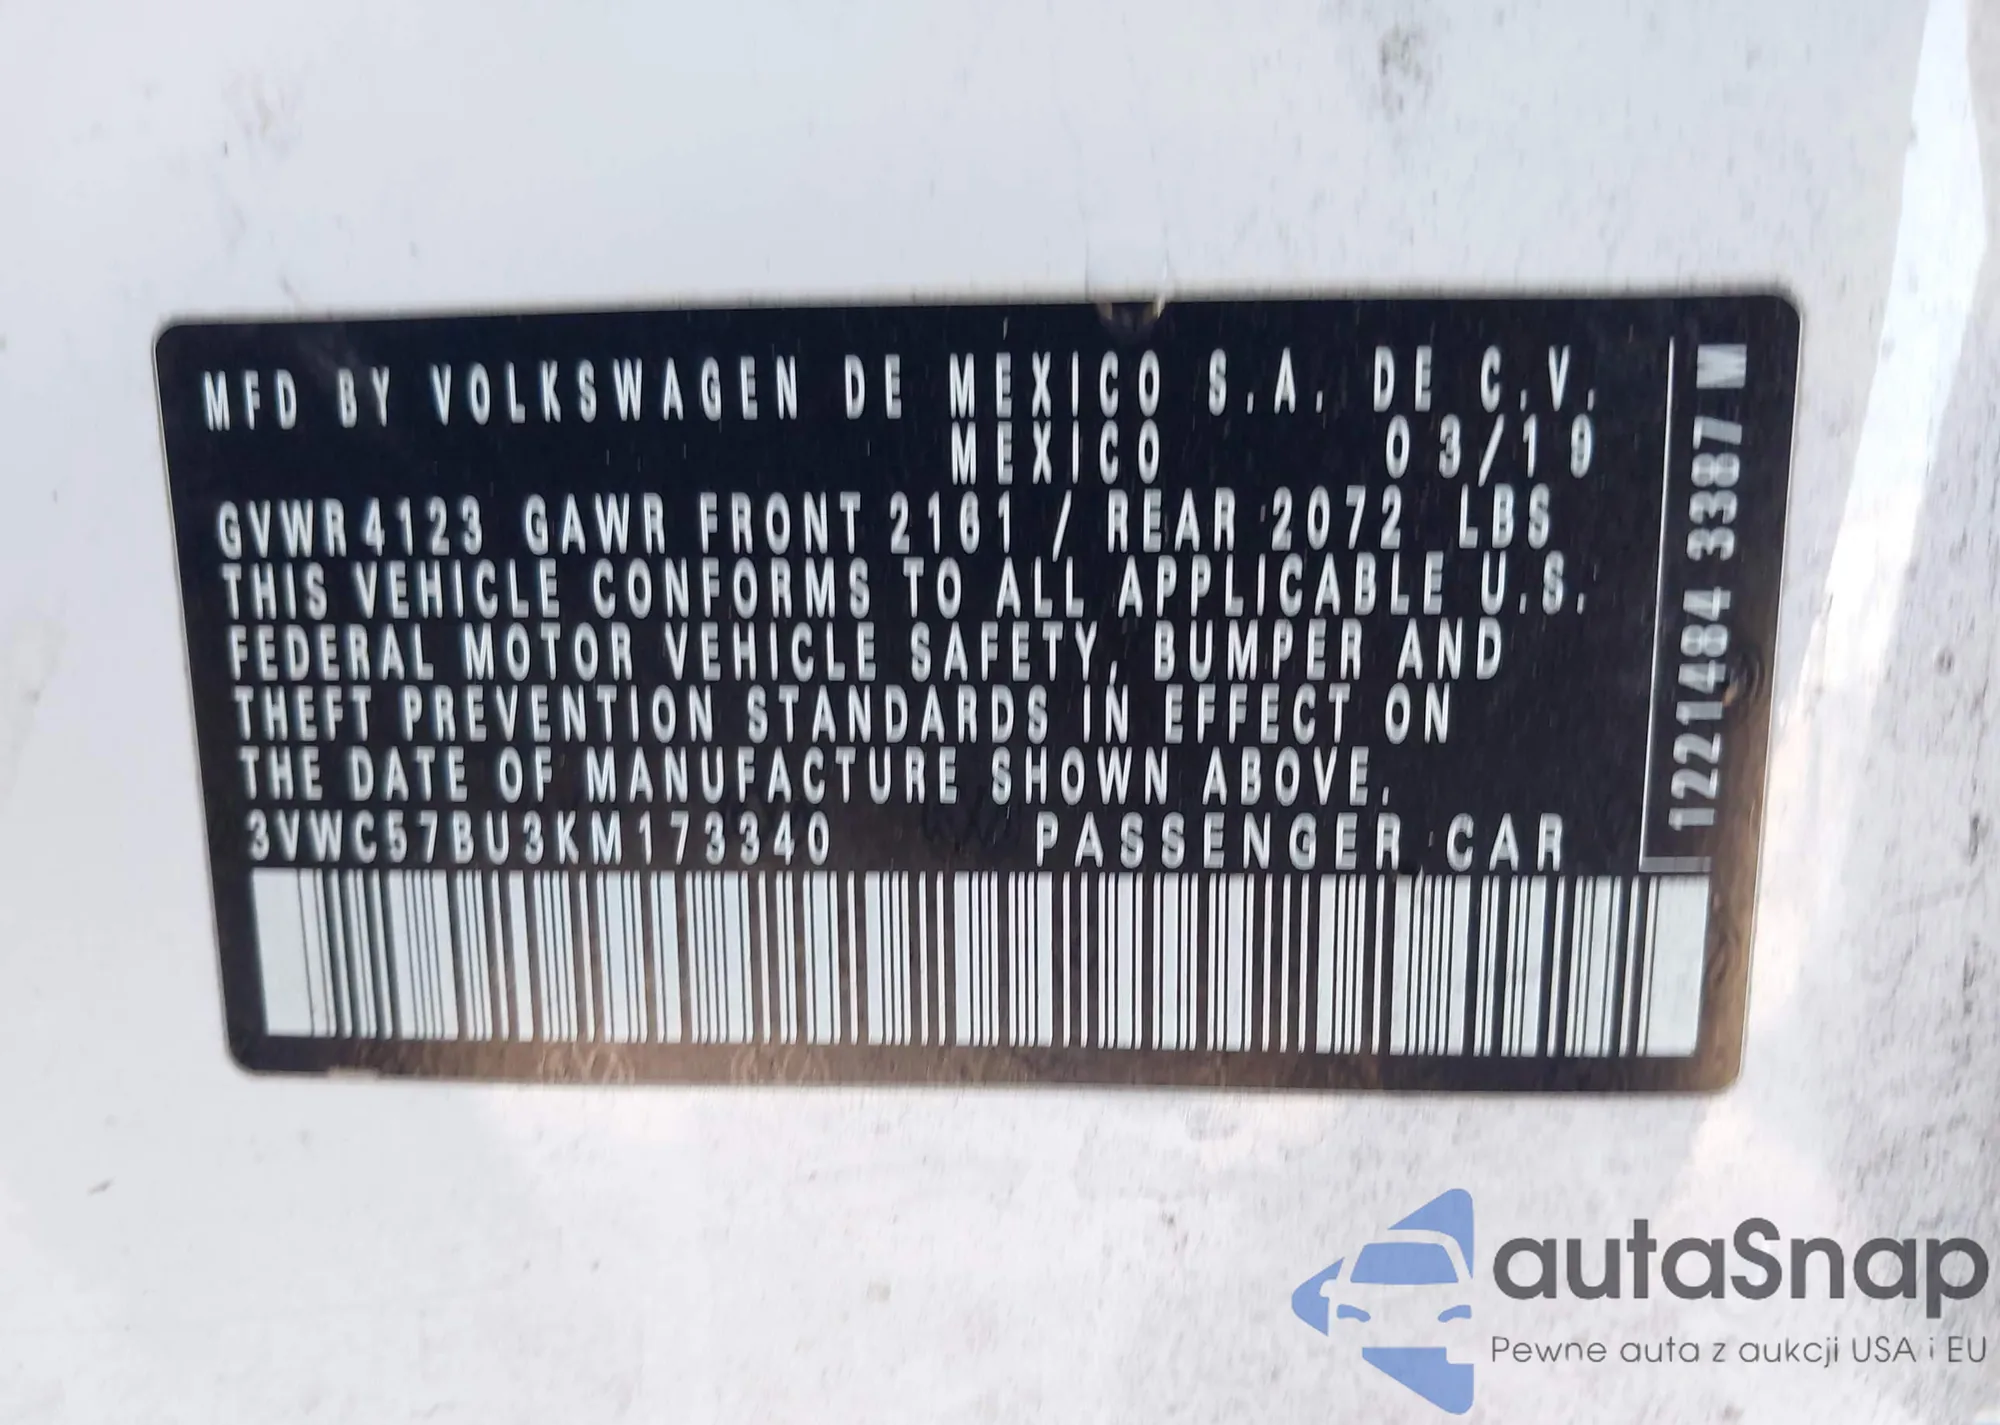 MFD BY VOLKSWAGEN DE MEXICO S.A. DE C.V.
MEXICO 03/19
GVWR 4123 GAWR FRONT 2161 / REAR 2072 LBS
THIS VEHICLE CONFORMS TO ALL APPLICABLE U.S.
FEDERAL MOTOR VEHICLE SAFETY, BUMPER AND
THEFT PREVENTION STANDARDS IN EFFECT ON
THE DATE OF MANUFACTURE SHOWN ABOVE.
3VWC57BU3KM173340 PASSENGER CAR
1221484 3387 M
autaSnap
Pewne auta z aukcji USA i EU